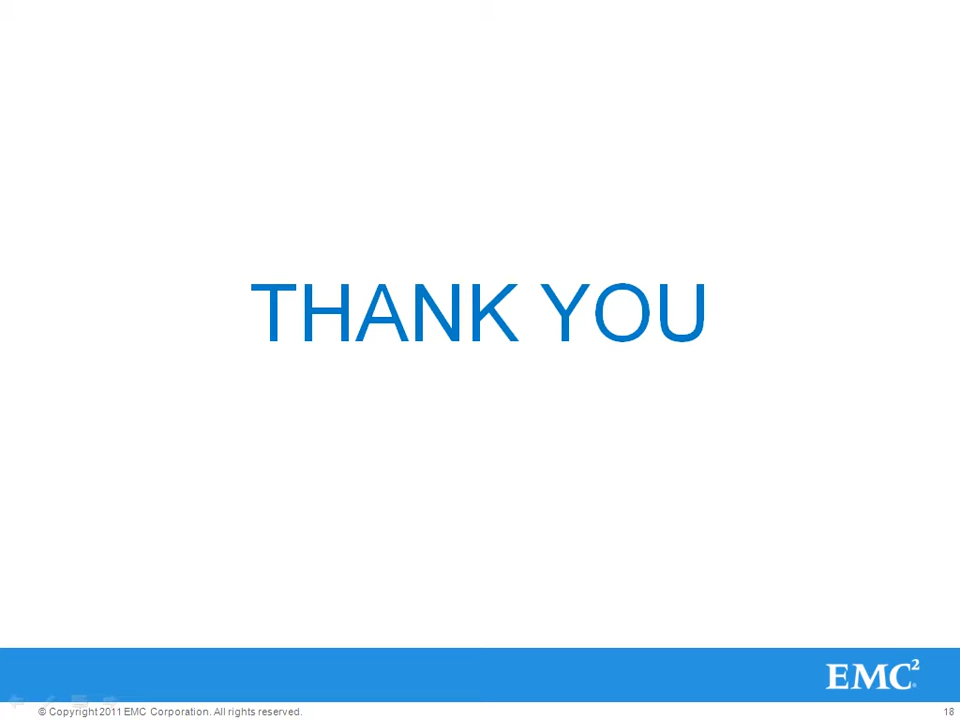 THANK YOU
EMC²
© Copyright 2011 EMC Corporation. All rights reserved.
18